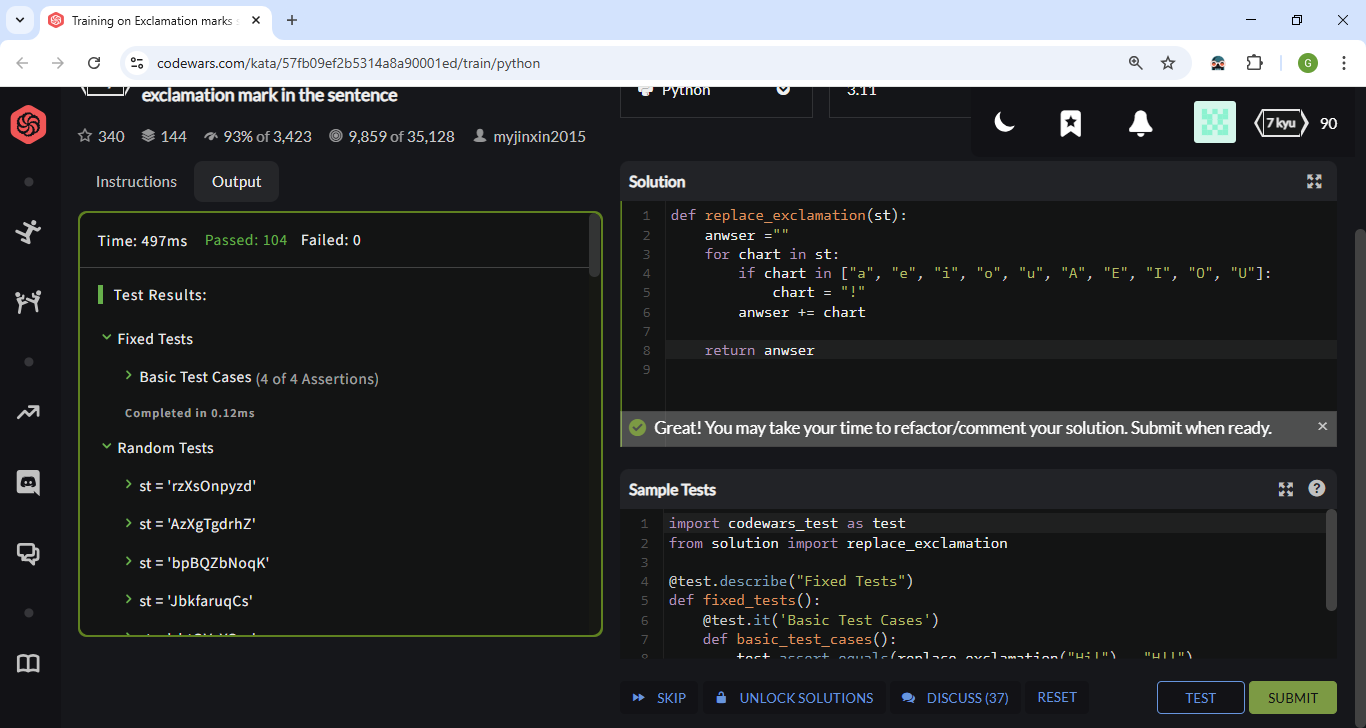 Training on Exclamation marks
codewars.com/kata/57fb09ef2b5314a8a90001ed/train/python
G
exclamation mark in the sentence
Python
3.11
340 144 93% of 3,423 9,859 of 35,128 myjinxin2015
7 kyu 90
Instructions Output
Time: 497ms Passed: 104 Failed: 0
Test Results:
Fixed Tests
Basic Test Cases (4 of 4 Assertions)
Completed in 0.12ms
Random Tests
st = 'rzXsOnpyzd'
st = 'AzXgTgdrhZ'
st = 'bpBQZbNoqK'
st = 'JbkfaruqCs'
Solution
1 def replace_exclamation(st):
2 anwser =""
3 for chart in st:
4 if chart in ["a", "e", "i", "o", "u", "A", "E", "I", "O", "U"]:
5 chart = "!"
6 anwser += chart
7
8 return anwser
9
Great! You may take your time to refactor/comment your solution. Submit when ready.
Sample Tests
1 import codewars_test as test
2 from solution import replace_exclamation
3
4 @test.describe("Fixed Tests")
5 def fixed_tests():
6 @test.it('Basic Test Cases')
7 def basic_test_cases():
8 test.assert_equals(replace_exclamation("Hi!"), "H!!")
SKIP UNLOCK SOLUTIONS DISCUSS (37) RESET TEST SUBMIT